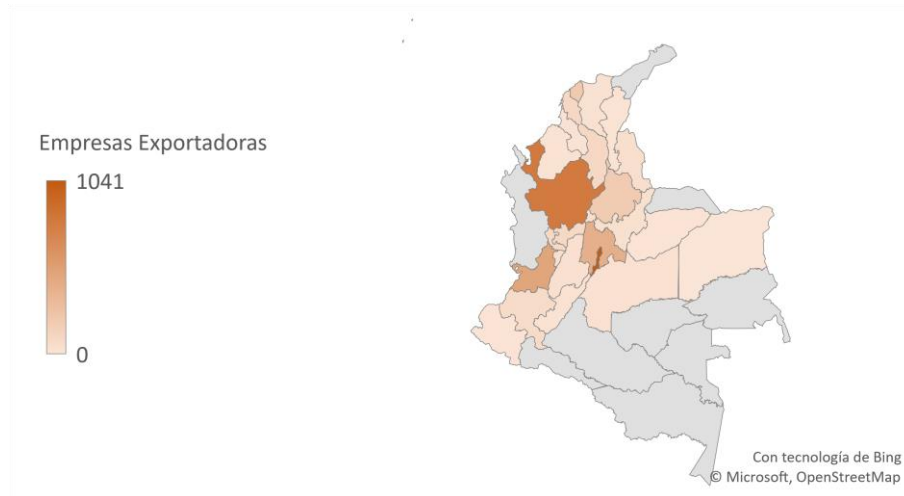 Empresas Exportadoras
1041
0
Con tecnología de Bing
© Microsoft, OpenStreetMap